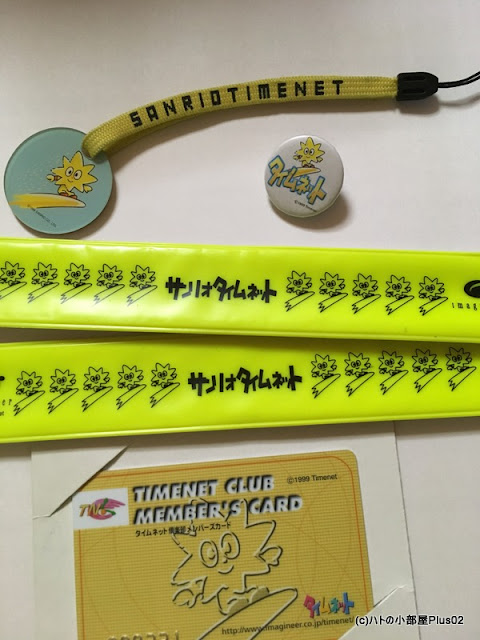 SANRIOTIMENET
タイムネット
サンリオタイムネット
imag
サンリオタイムネット
er
©1999 Timenet
TIMENET CLUB
MEMBER'S CARD
タイムネット倶楽部メンバーズカード
タイムネット
http://www.imagineer.co.jp/timenet/
(c)ハトの小部屋Plus02